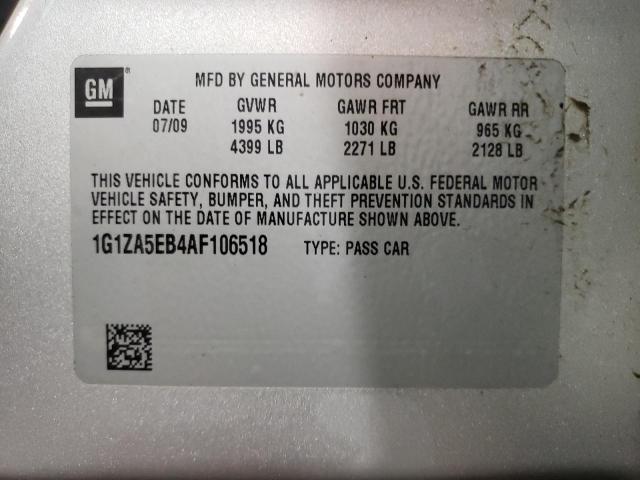 GM®
MFD BY GENERAL MOTORS COMPANY
DATE GVWR GAWR FRT GAWR RR
07/09 1995 KG 1030 KG 965 KG
4399 LB 2271 LB 2128 LB
THIS VEHICLE CONFORMS TO ALL APPLICABLE U.S. FEDERAL MOTOR
VEHICLE SAFETY, BUMPER, AND THEFT PREVENTION STANDARDS IN
EFFECT ON THE DATE OF MANUFACTURE SHOWN ABOVE.
1G1ZA5EB4AF106518 TYPE: PASS CAR